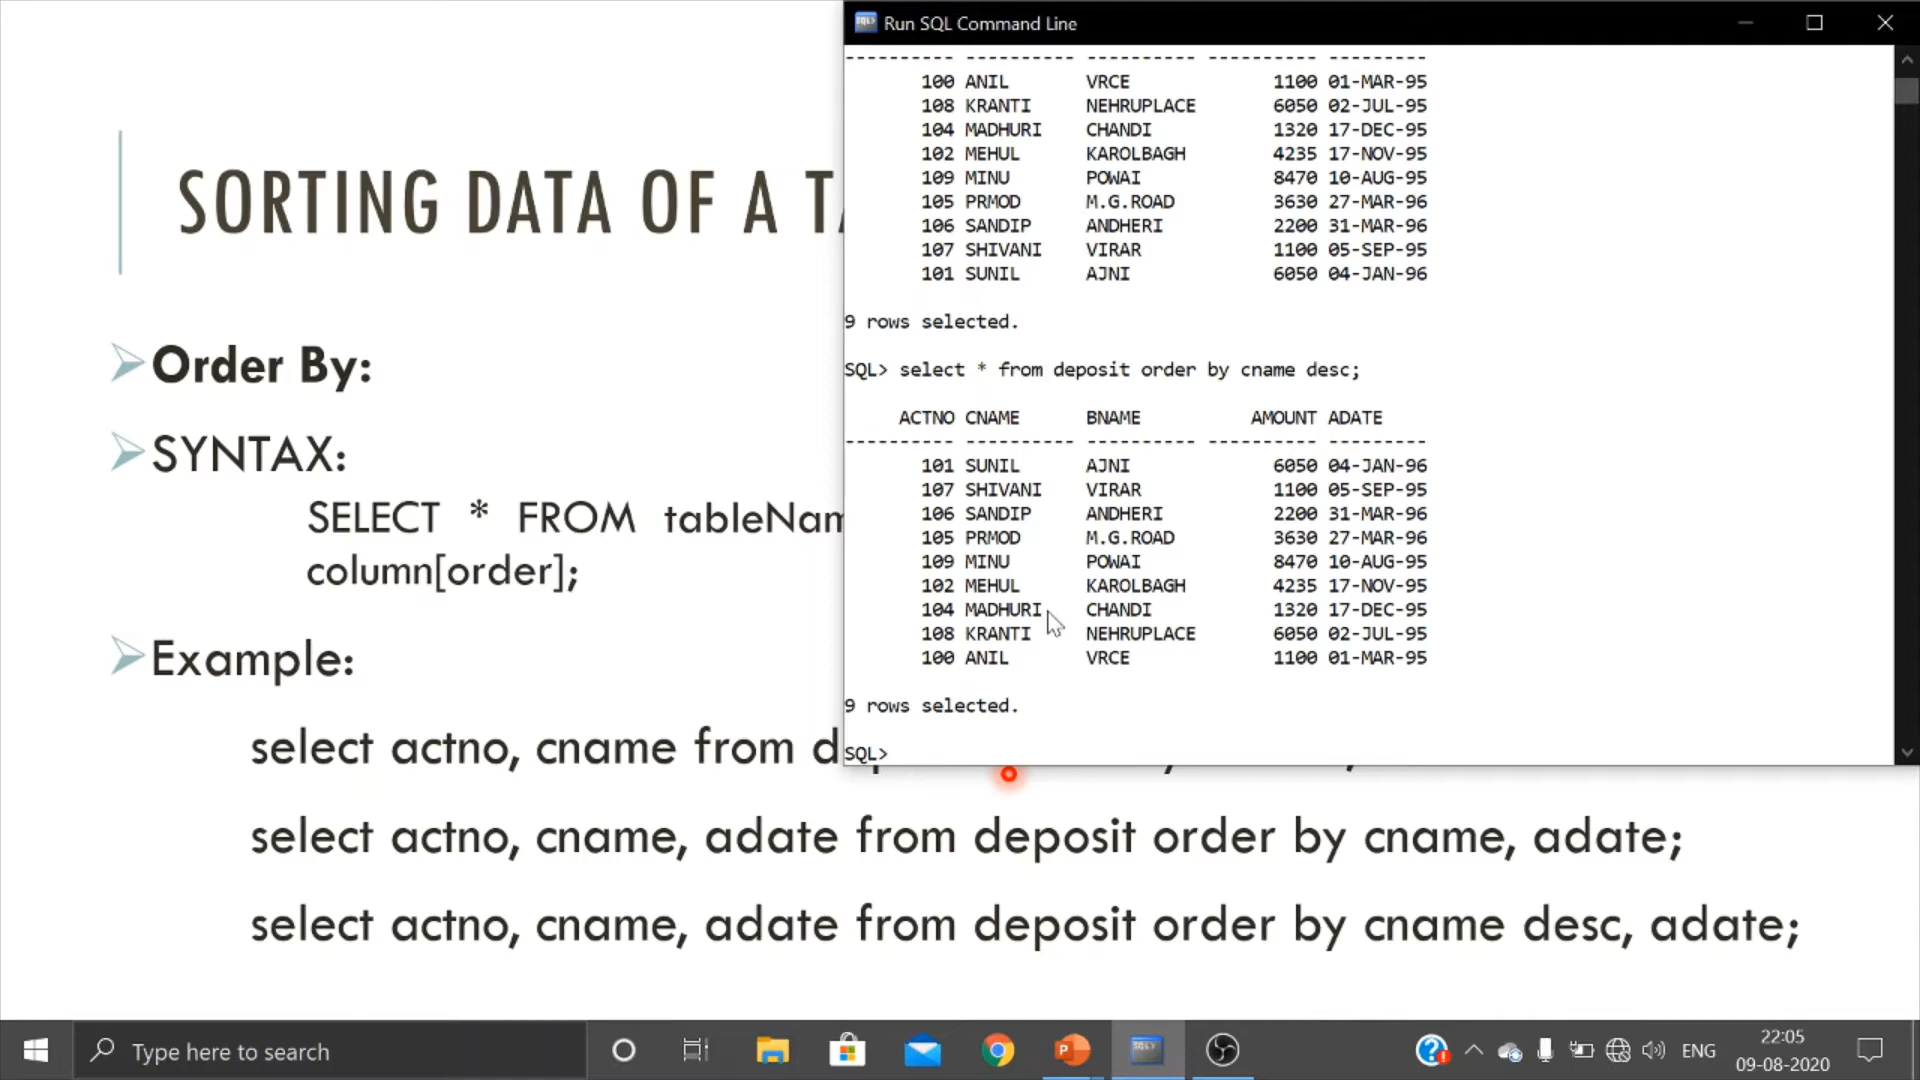 SORTING DATA OF A
Order By:
SYNTAX:
SELECT * FROM
column[order];
Example:
select actno, cname from
select actno, cname, adate from deposit order by cname, adate;
select actno, cname, adate from deposit order by cname desc, adate;
Run SQL Command Line
---------- ---------- ---------- ---------- ---------
100 ANIL VRCE 1100 01-MAR-95
108 KRANTI NEHRUPLACE 6050 02-JUL-95
104 MADHURI CHANDI 1320 17-DEC-95
102 MEHUL KAROLBAGH 4235 17-NOV-95
109 MINU POWAI 8470 10-AUG-95
105 PRMOD M.G.ROAD 3630 27-MAR-96
106 SANDIP ANDHERI 2200 31-MAR-96
107 SHIVANI VIRAR 1100 05-SEP-95
101 SUNIL AJNI 6050 04-JAN-96
9 rows selected.
SQL> select * from deposit order by cname desc;
ACTNO CNAME BNAME AMOUNT ADATE
---------- ---------- ---------- ---------- ---------
101 SUNIL AJNI 6050 04-JAN-96
107 SHIVANI VIRAR 1100 05-SEP-95
106 SANDIP ANDHERI 2200 31-MAR-96
105 PRMOD M.G.ROAD 3630 27-MAR-96
109 MINU POWAI 8470 10-AUG-95
102 MEHUL KAROLBAGH 4235 17-NOV-95
104 MADHURI CHANDI 1320 17-DEC-95
108 KRANTI NEHRUPLACE 6050 02-JUL-95
100 ANIL VRCE 1100 01-MAR-95
9 rows selected.
SQL>
Type here to search
ENG
22:05
09-08-2020